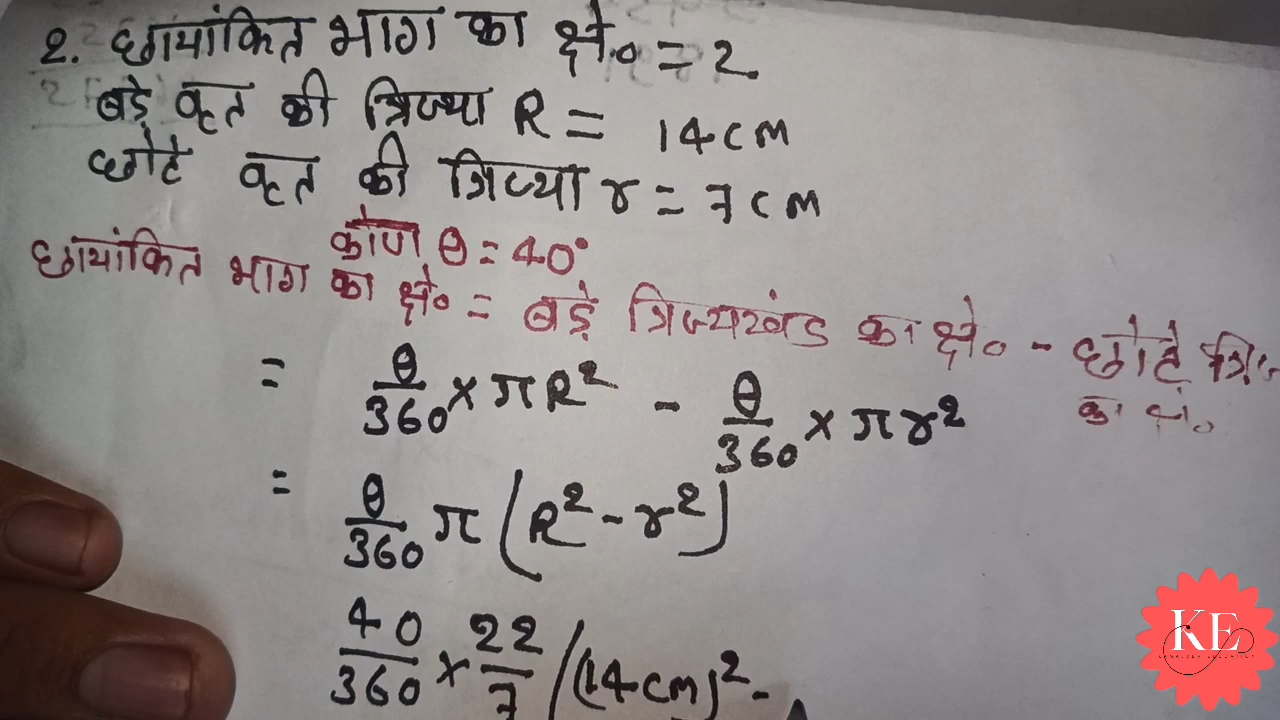 2. छायांकित भाग का क्षे० = 2
बड़े वृत की त्रिज्या R = 14 cm
छोटे वृत की त्रिज्या r = 7 cm
कोण θ = 40°
छायांकित भाग का क्षे० = बड़े त्रिज्यखंड का क्षे० - छोटे
का क्षे०
= θ/360 × πR² - θ/360 × πr²
= θ/360 π (R² - r²)
40/360 × 22/7 ((14 cm)² -
KE